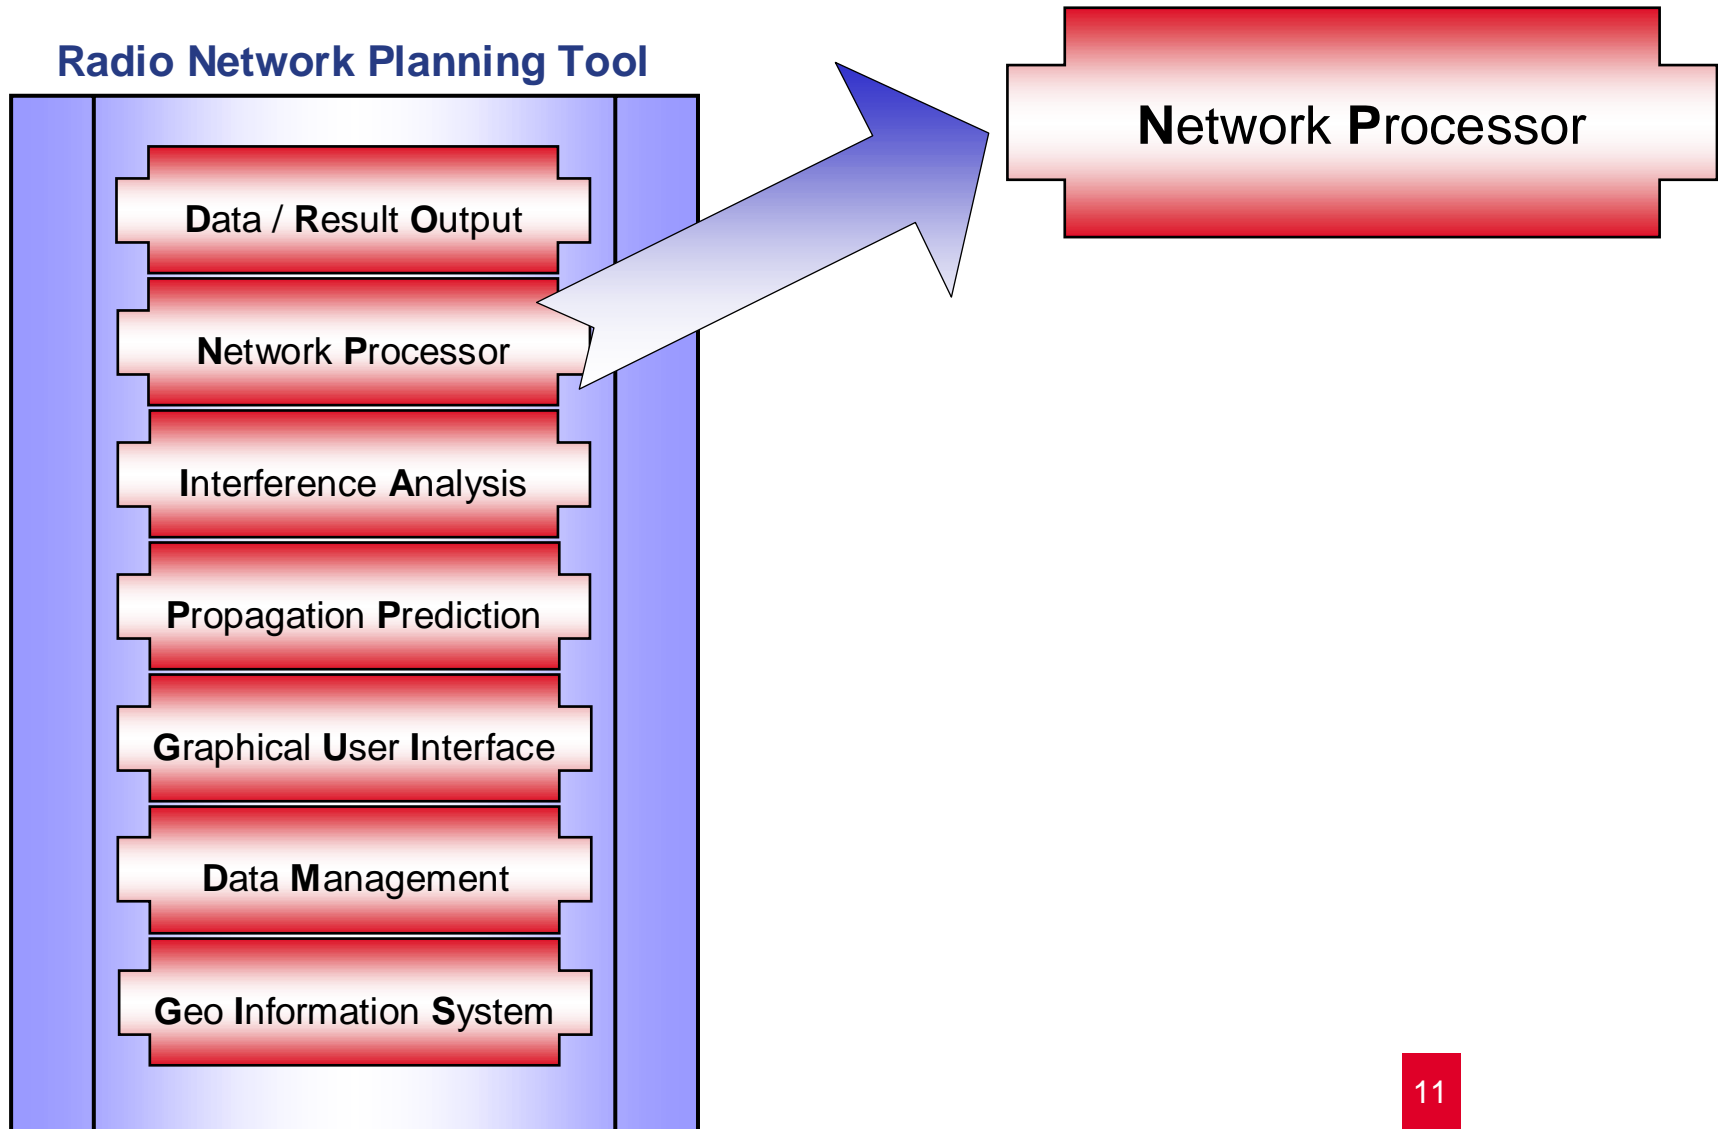 Radio Network Planning Tool
Data / Result Output
Network Processor
Interference Analysis
Propagation Prediction
Graphical User Interface
Data Management
Geo Information System
Network Processor
11